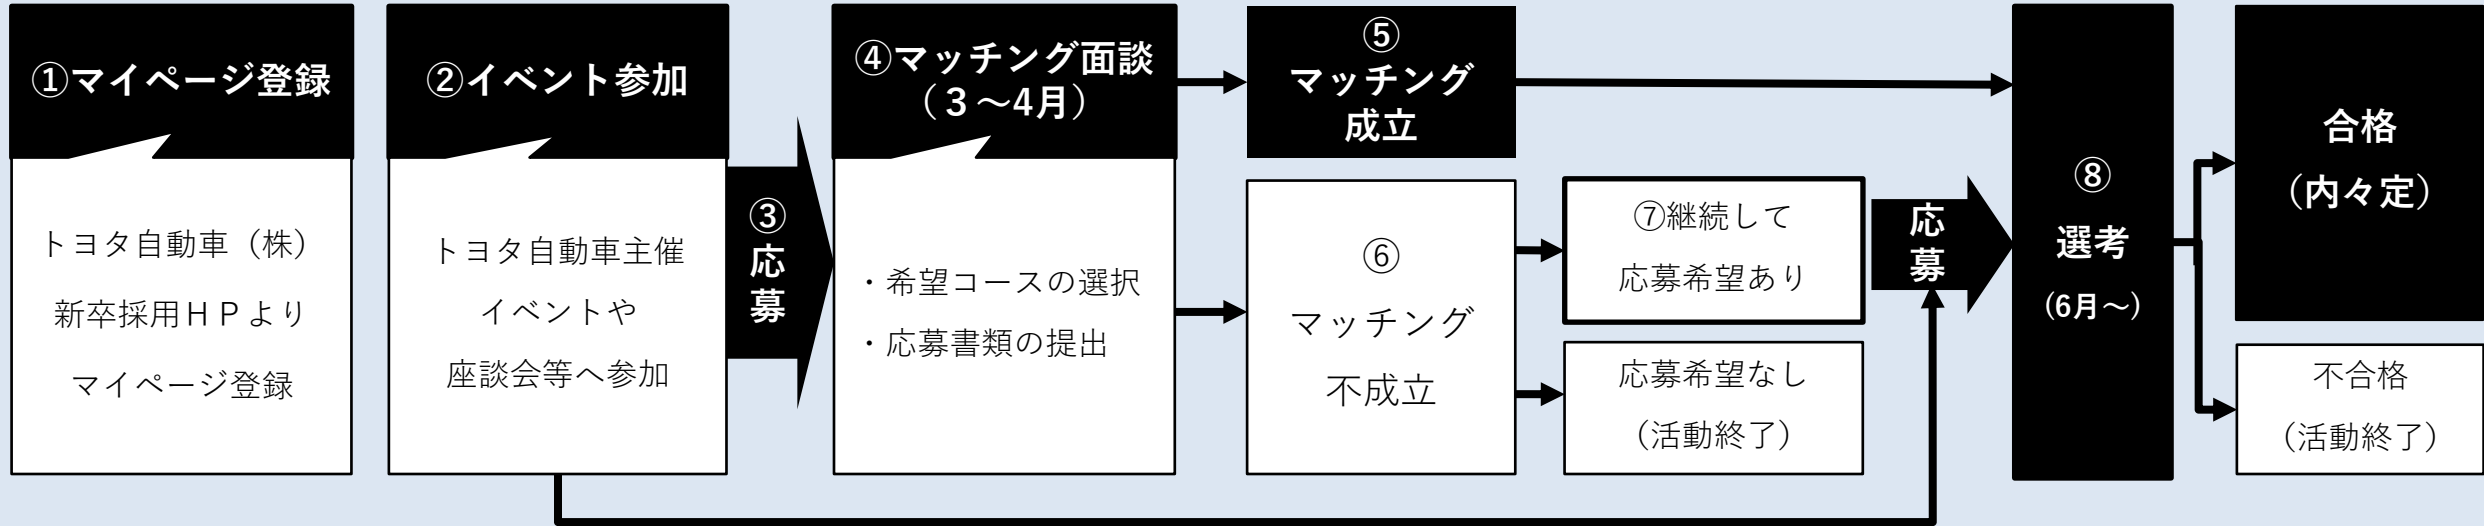 ①マイページ登録
トヨタ自動車（株）
新卒採用ＨＰより
マイページ登録
②イベント参加
トヨタ自動車主催
イベントや
座談会等へ参加
③
応
募
④マッチング面談
（３～4月）
・希望コースの選択
・応募書類の提出
⑤
マッチング
成立
⑥
マッチング
不成立
⑦継続して
応募希望あり
応募希望なし
（活動終了）
応
募
⑧
選考
(6月～)
合格
（内々定）
不合格
（活動終了）